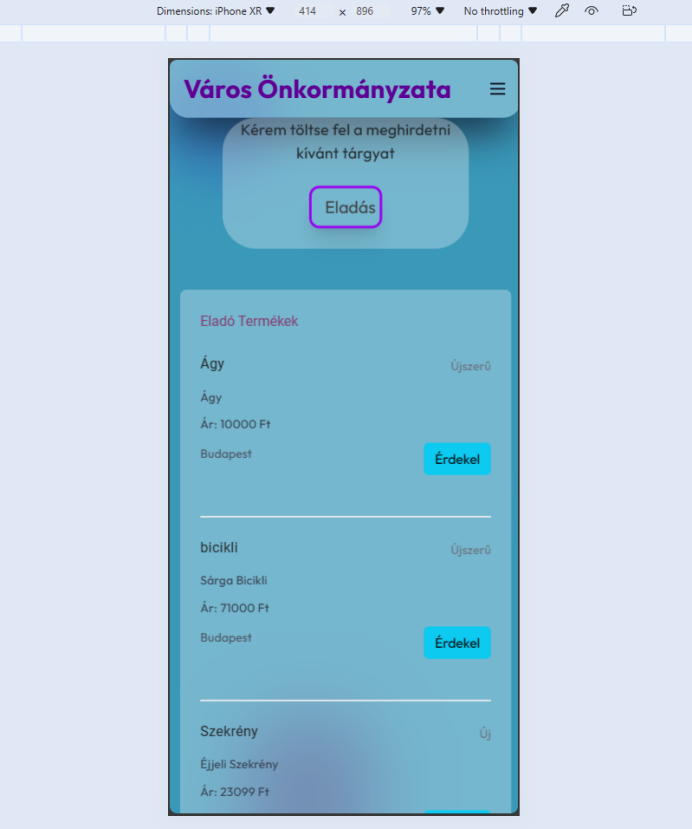 Dimensions: iPhone XR ▼ 414 × 896 97% ▼ No throttling ▼
Város Önkormányzata
Kérem töltse fel a meghirdetni
kívánt tárgyat
Eladás
Eladó Termékek
Ágy Újszerű
Ágy
Ár: 10000 Ft
Budapest Érdekel
bicikli Újszerű
Sárga Bicikli
Ár: 71000 Ft
Budapest Érdekel
Szekrény Új
Éjjeli Szekrény
Ár: 23099 Ft